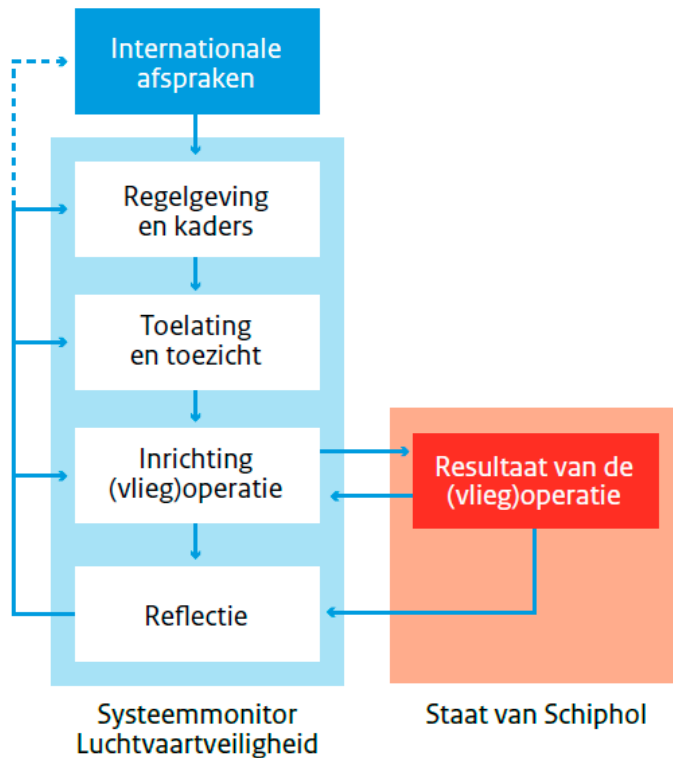 Internationale
afspraken
Regelgeving
en kaders
Toelating
en toezicht
Inrichting
(vlieg)operatie
Resultaat van de
(vlieg)operatie
Reflectie
Systeemmonitor
Luchtvaartveiligheid
Staat van Schiphol